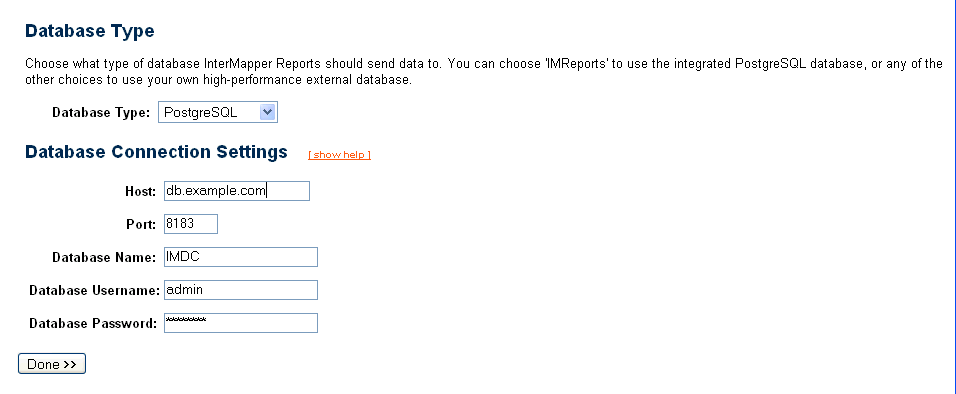 Database Type
Choose what type of database InterMapper Reports should send data to. You can choose 'IMReports' to use the integrated PostgreSQL database, or any of the
other choices to use your own high-performance external database.
Database Type: PostgreSQL
Database Connection Settings [ show help ]
Host: db.example.com
Port: 8183
Database Name: IMDC
Database Username: admin
Database Password: ********
Done >>